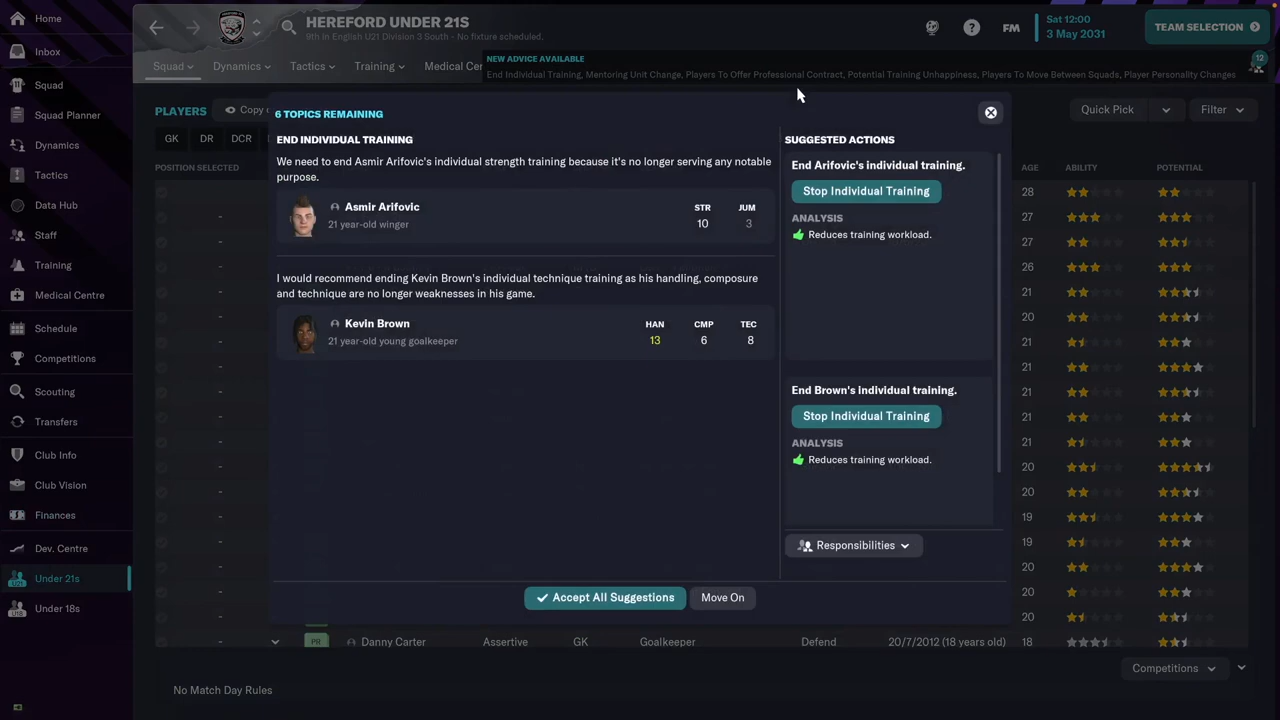 Home
Inbox
Squad
Squad Planner
Dynamics
Tactics
Data Hub
Staff
Training
Medical Centre
Schedule
Competitions
Scouting
Transfers
Club Info
Club Vision
Finances
Dev. Centre
Under 21s
Under 18s
HEREFORD UNDER 21S
9th in English U21 Division 3 South - No fixture scheduled.
FM
Sat 12:00
3 May 2031
TEAM SELECTION
Squad
Dynamics
Tactics
Training
Medical Cen
NEW ADVICE AVAILABLE
End Individual Training, Mentoring Unit Change, Players To Offer Professional Contract, Potential Training Unhappiness, Players To Move Between Squads, Player Personality Changes
12
PLAYERS
Copy
Quick Pick
Filter
GK
DR
DCR
POSITION SELECTED
AGE
ABILITY
POTENTIAL
28
27
27
26
21
20
21
21
21
21
21
20
20
19
19
20
20
20
6 TOPICS REMAINING
END INDIVIDUAL TRAINING
We need to end Asmir Arifovic's individual strength training because it's no longer serving any notable
purpose.
Asmir Arifovic
21 year-old winger
STR
JUM
10
3
I would recommend ending Kevin Brown's individual technique training as his handling, composure
and technique are no longer weaknesses in his game.
Kevin Brown
21 year-old young goalkeeper
HAN
CMP
TEC
13
6
8
SUGGESTED ACTIONS
End Arifovic's individual training.
Stop Individual Training
ANALYSIS
Reduces training workload.
End Brown's individual training.
Stop Individual Training
ANALYSIS
Reduces training workload.
Responsibilities
Accept All Suggestions
Move On
PR
Danny Carter
Assertive
GK
Goalkeeper
Defend
20/7/2012 (18 years old)
18
Competitions
No Match Day Rules